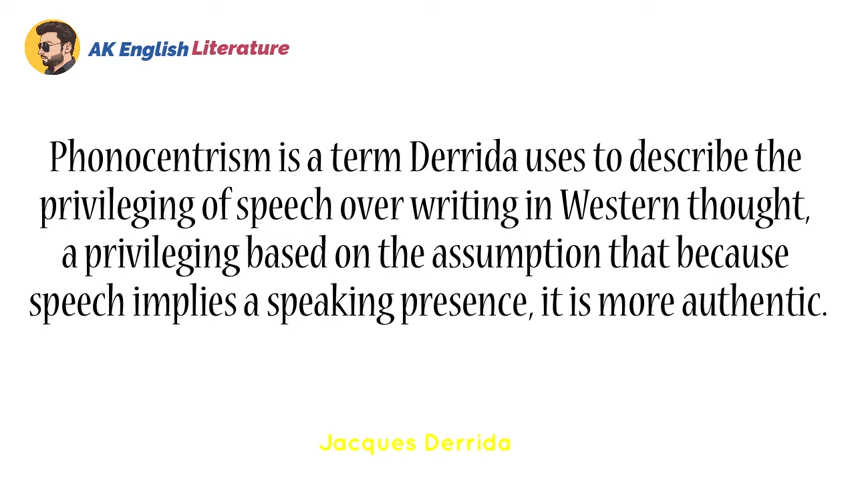 AK English Literature
Phonocentrism is a term Derrida uses to describe the
privileging of speech over writing in Western thought,
a privileging based on the assumption that because
speech implies a speaking presence, it is more authentic.
Jacques Derrida